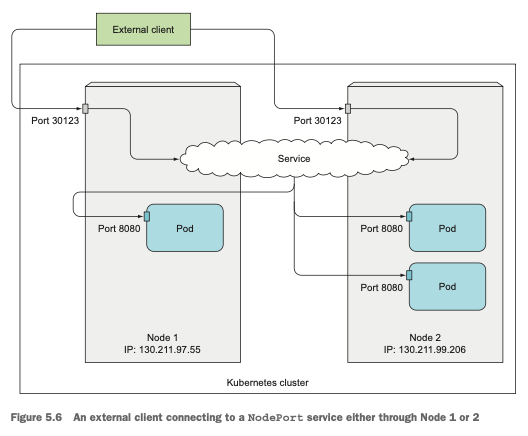 External client
Port 30123
Port 30123
Service
Port 8080
Pod
Port 8080
Pod
Port 8080
Pod
Node 1
IP: 130.211.97.55
Node 2
IP: 130.211.99.206
Kubernetes cluster
Figure 5.6 An external client connecting to a NodePort service either through Node 1 or 2